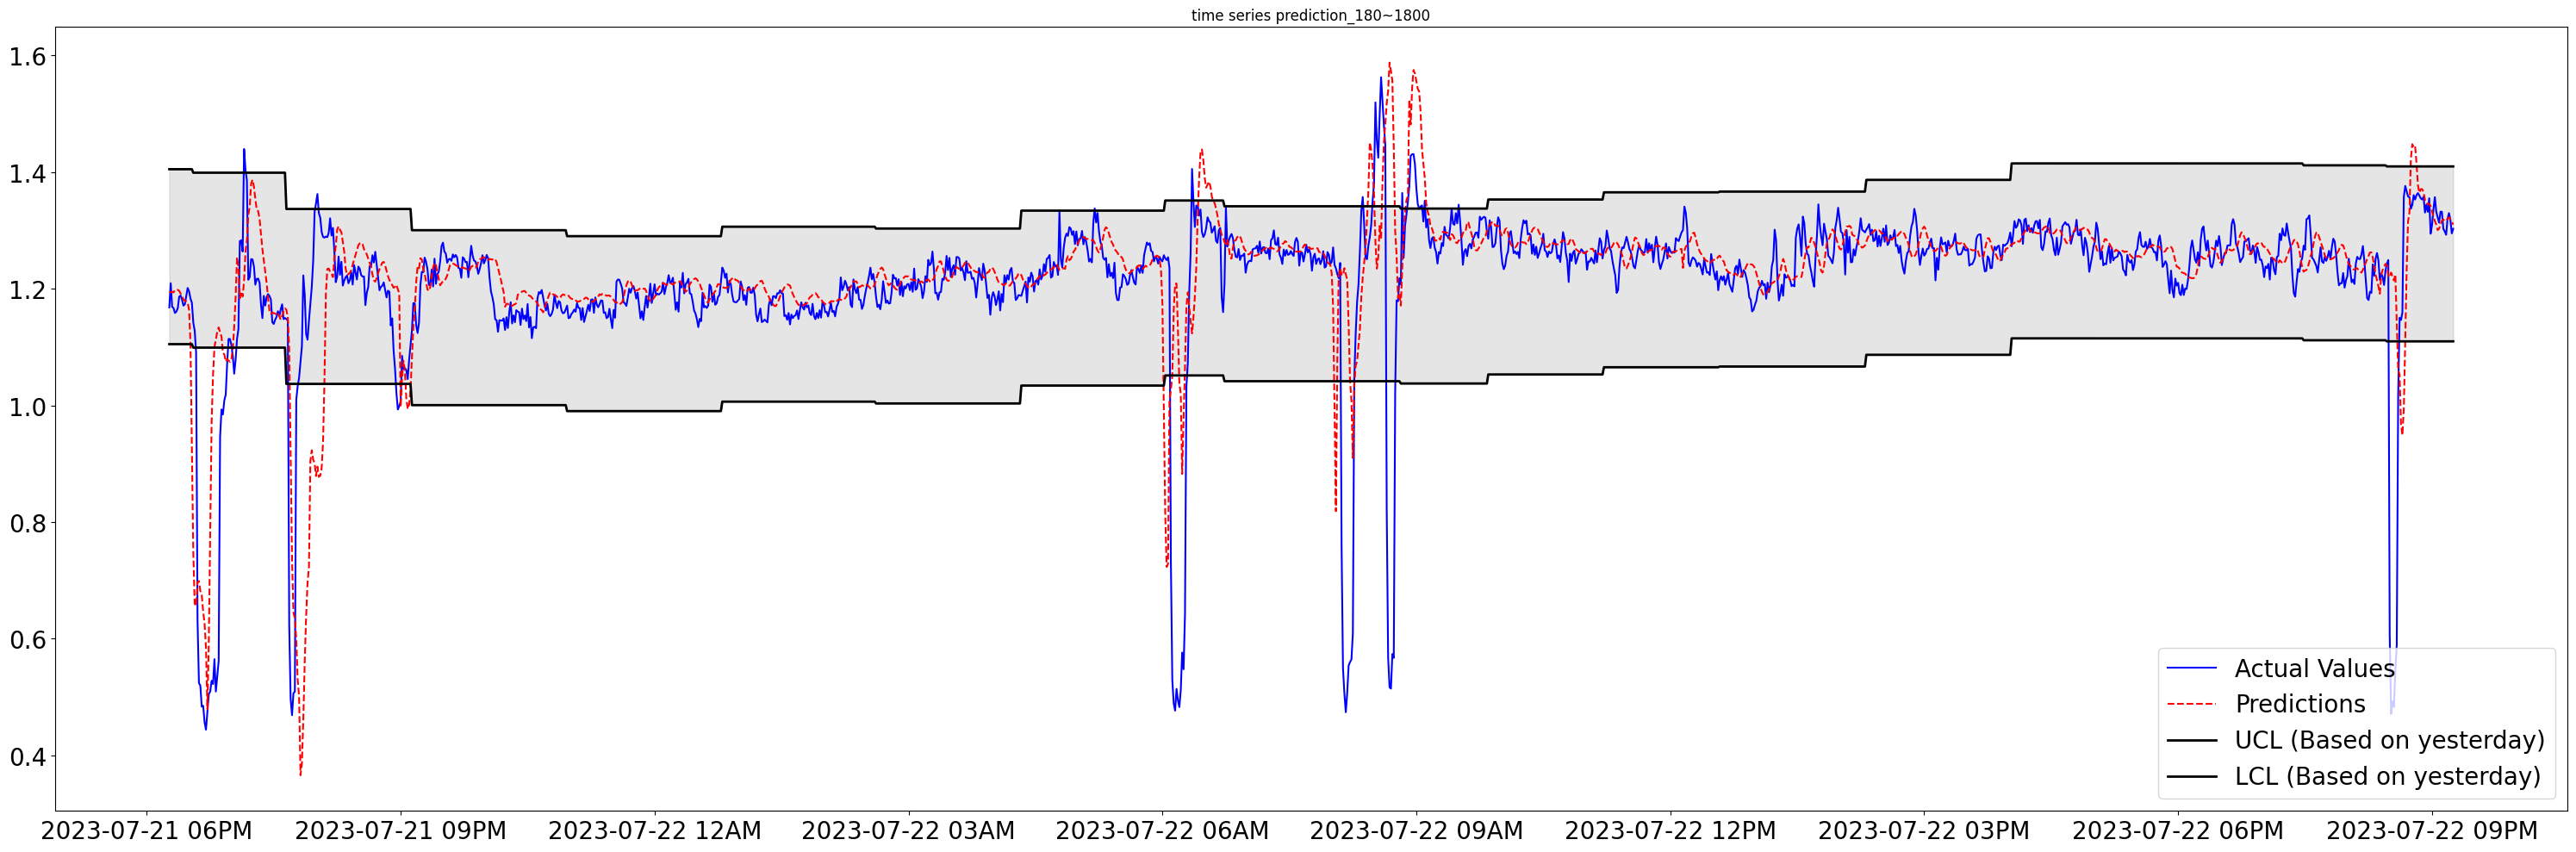 time series prediction_180~1800
1.6
1.4
1.2
1.0
0.8
0.6
0.4
Actual Values
Predictions
UCL (Based on yesterday)
LCL (Based on yesterday)
2023-07-21 06PM 2023-07-21 09PM 2023-07-22 12AM 2023-07-22 03AM 2023-07-22 06AM 2023-07-22 09AM 2023-07-22 12PM 2023-07-22 03PM 2023-07-22 06PM 2023-07-22 09PM